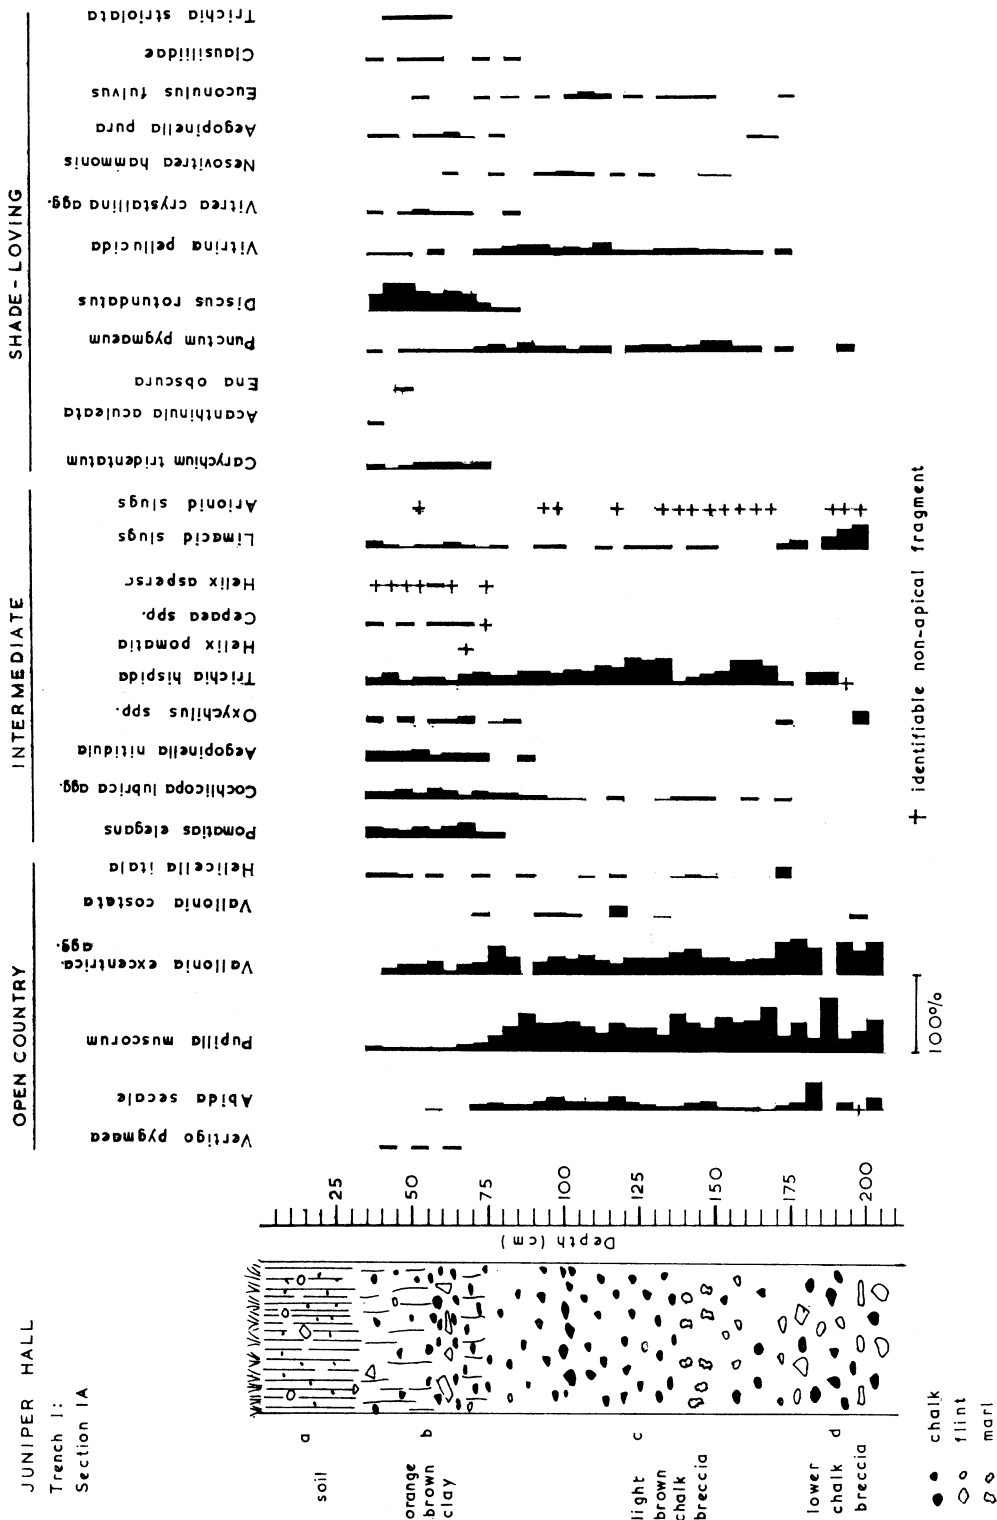 JUNIPER HALL
Trench I:
Section IA
a
soil
b
orange
brown
clay
c
light
brown
chalk
breccia
d
lower
chalk
breccia
chalk
flint
marl
Depth (cm)
25
50
75
100
125
150
175
200
OPEN COUNTRY
Vertigo pygmaea
Abida secale
Pupilla muscorum
Vallonia excentrica
agg.
Vallonia costata
Helicella itala
INTERMEDIATE
Pomatias elegans
Cochlicopa lubrica agg.
Aegopinella nitidula
Oxychilus spp.
Trichia hispida
Helix pomatia
Cepaea spp.
Helix aspersr
Limacid slugs
Arionid slugs
SHADE-LOVING
Carychium tridentatum
Acanthinula aculeata
Ena obscura
Punctum pygmaeum
Discus rotundatus
Vitrina pellucida
Vitrea crystallina agg.
Nesovitrea hammonis
Aegopinella pura
Euconulus fulvus
Clausiliidae
Trichia striolata
100%
+ identifiable non-apical fragment